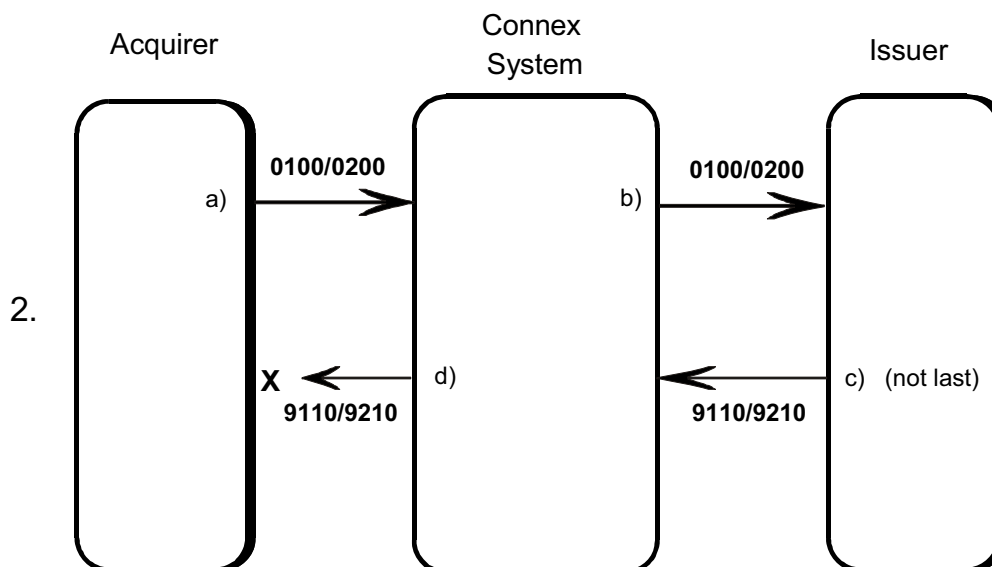 Acquirer
Connex
System
Issuer
0100/0200
0100/0200
a)
b)
2.
X
d)
c) (not last)
9110/9210
9110/9210